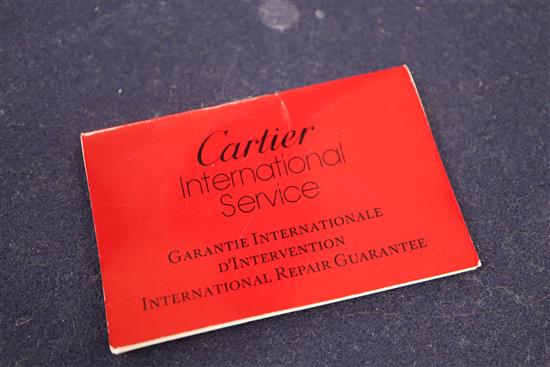 Cartier
International
Service
GARANTIE INTERNATIONALE
D'INTERVENTION
INTERNATIONAL REPAIR GUARANTEE